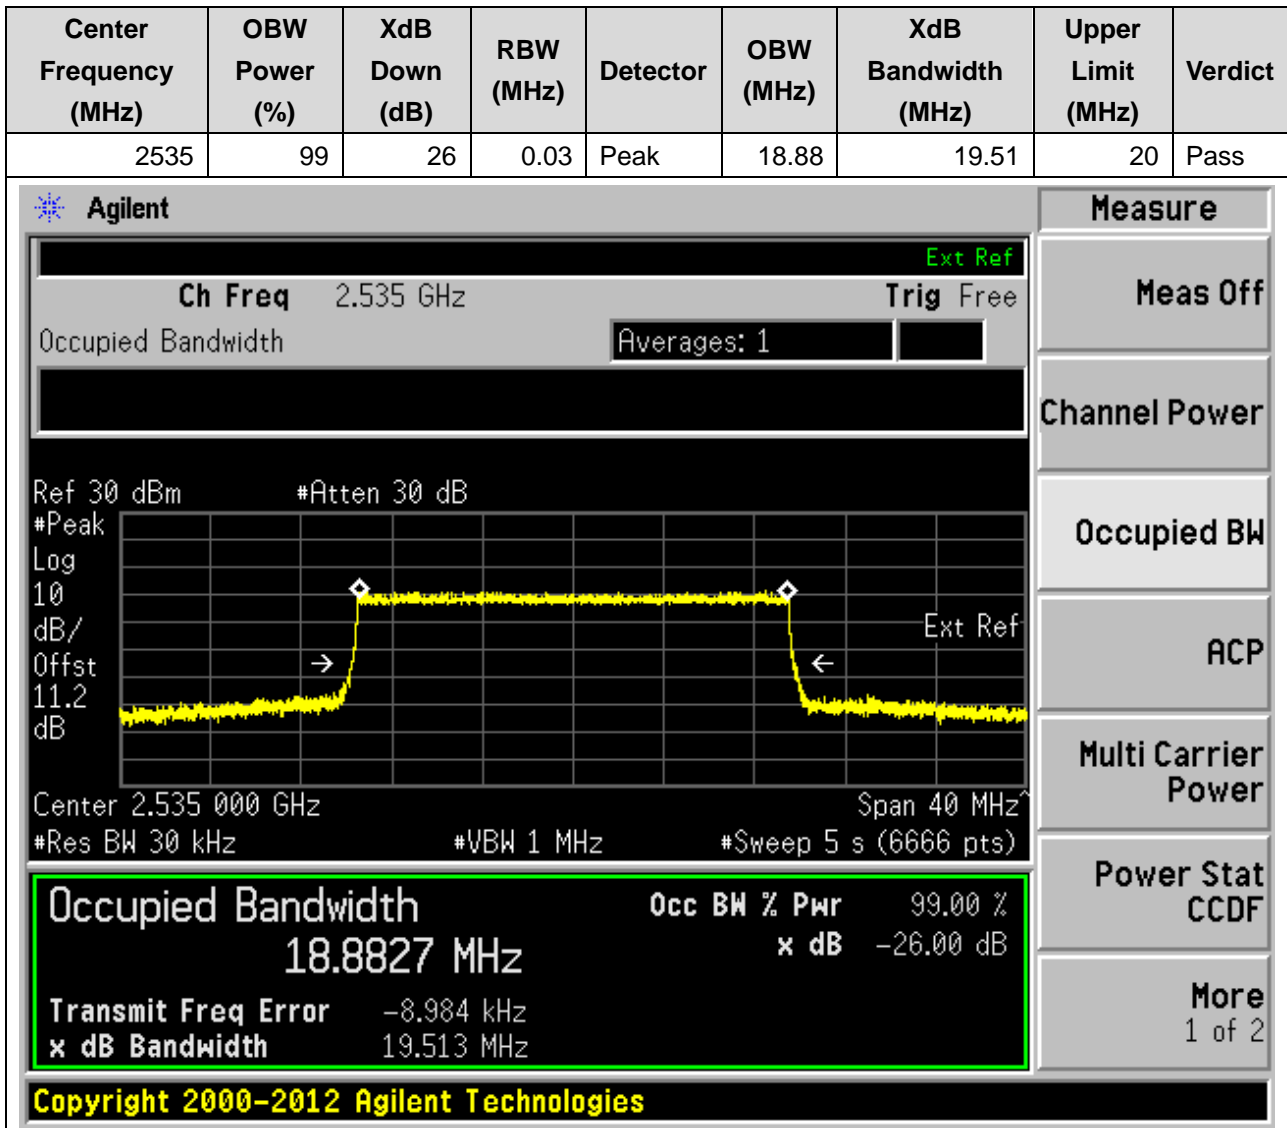 Center Frequency (MHz) OBW Power (%) XdB Down (dB) RBW (MHz) Detector OBW (MHz) XdB Bandwidth (MHz) Upper Limit (MHz) Verdict
2535 99 26 0.03 Peak 18.88 19.51 20 Pass
Agilent
Measure
Ext Ref
Ch Freq 2.535 GHz Trig Free
Meas Off
Occupied Bandwidth Averages: 1
Channel Power
Ref 30 dBm #Atten 30 dB
#Peak
Log
10
dB/
Offst
11.2
dB
Ext Ref
Occupied BW
ACP
Multi Carrier
Power
Center 2.535 000 GHz Span 40 MHz^
#Res BW 30 kHz #VBW 1 MHz #Sweep 5 s (6666 pts)
Power Stat
CCDF
Occupied Bandwidth Occ BW % Pwr 99.00 %
18.8827 MHz x dB -26.00 dB
Transmit Freq Error -8.984 kHz
x dB Bandwidth 19.513 MHz
More
1 of 2
Copyright 2000-2012 Agilent Technologies